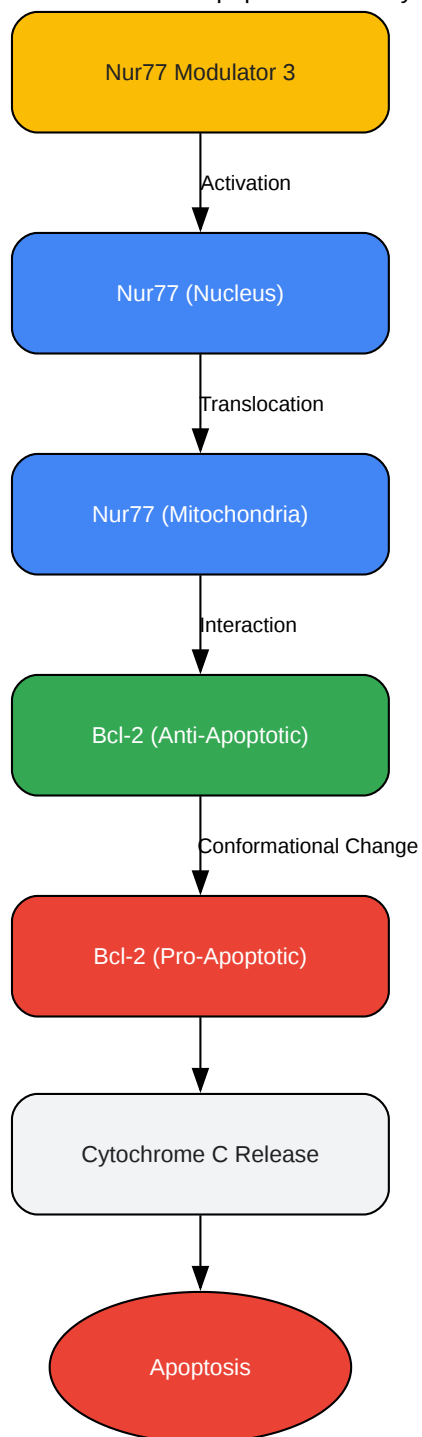 Nur77 Modulator 3
Activation
Nur77 (Nucleus)
Translocation
Nur77 (Mitochondria)
Interaction
Bcl-2 (Anti-Apoptotic)
Conformational Change
Bcl-2 (Pro-Apoptotic)
Cytochrome C Release
Apoptosis